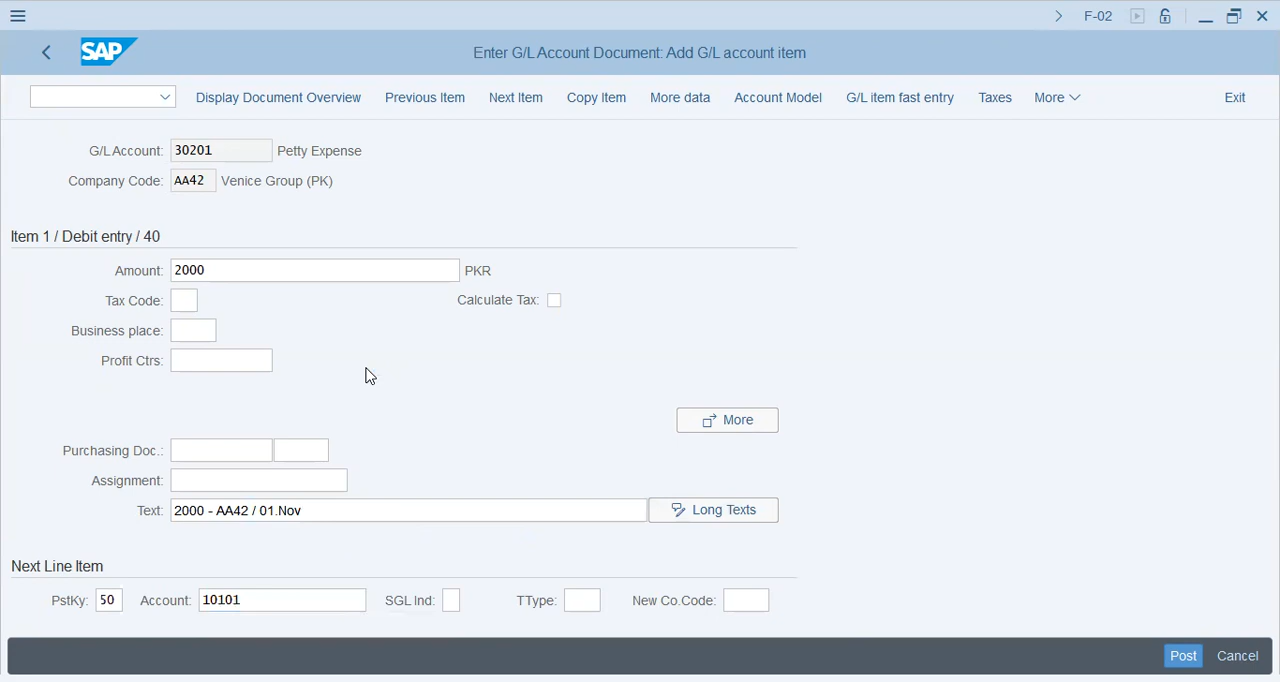 F-02
SAP Enter G/L Account Document: Add G/L account item
Display Document Overview Previous Item Next Item Copy Item More data Account Model G/L item fast entry Taxes More Exit
G/L Account: 30201 Petty Expense
Company Code: AA42 Venice Group (PK)
Item 1 / Debit entry / 40
Amount: 2000 PKR
Tax Code: Calculate Tax:
Business place:
Profit Ctrs:
More
Purchasing Doc.:
Assignment:
Text: 2000 - AA42 / 01.Nov Long Texts
Next Line Item
PstKy: 50 Account: 10101 SGL Ind: TType: New Co.Code:
Post Cancel